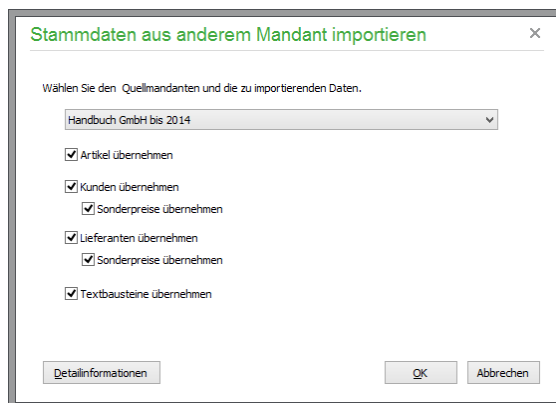 Stammdaten aus anderem Mandant importieren
Wählen Sie den Quellmandanten und die zu importierenden Daten.
Handbuch GmbH bis 2014
Artikel übernehmen
Kunden übernehmen
Sonderpreise übernehmen
Lieferanten übernehmen
Sonderpreise übernehmen
Textbausteine übernehmen
Detailinformationen OK Abbrechen